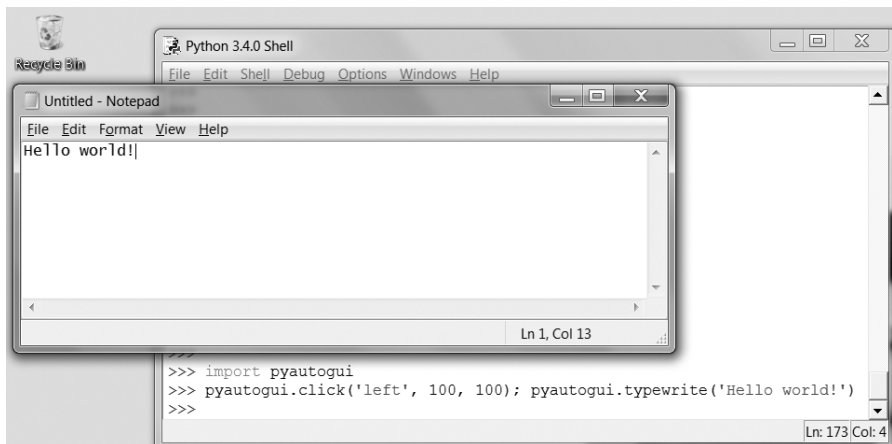 Recycle Bin
Python 3.4.0 Shell
File Edit Shell Debug Options Windows Help
Untitled - Notepad
File Edit Format View Help
Hello world!
Ln 1, Col 13
>>>
>>> import pyautogui
>>> pyautogui.click('left', 100, 100); pyautogui.typewrite('Hello world!')
>>>
Ln: 173 Col: 4